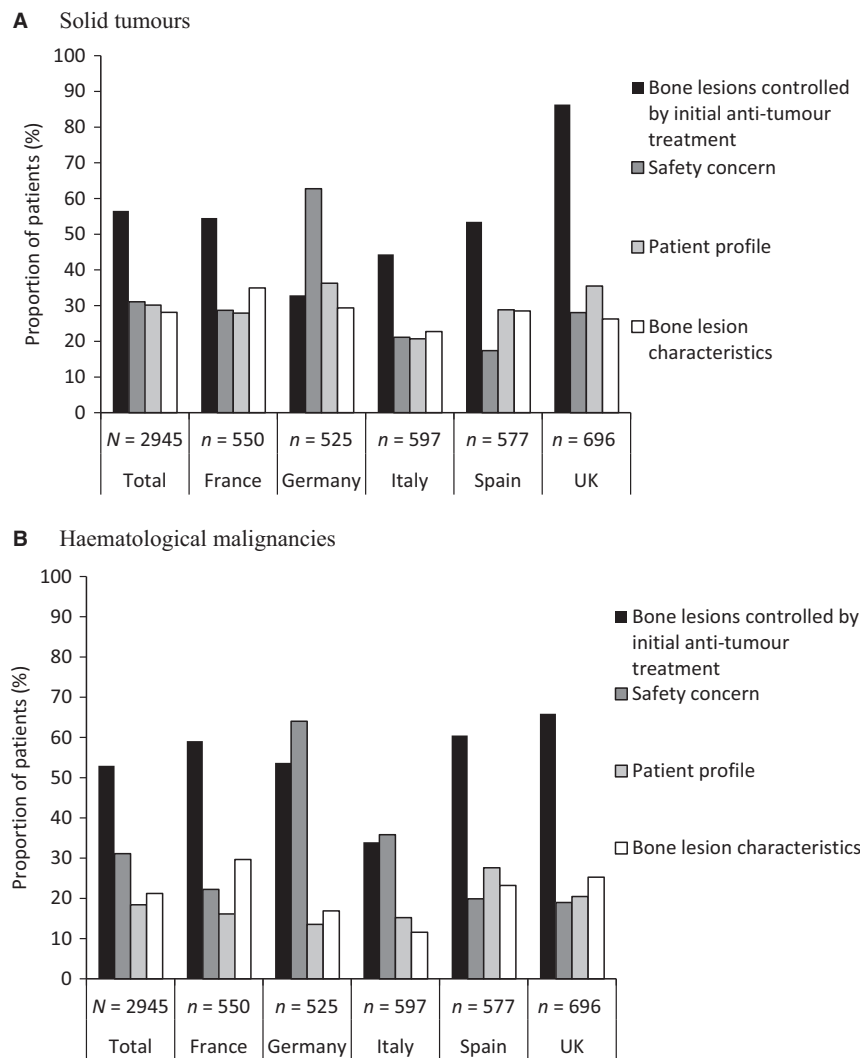 A Solid tumours
100
90
80
70
60
50
40
30
20
10
0
Proportion of patients (%)
Bone lesions controlled
by initial anti-tumour
treatment
Safety concern
Patient profile
Bone lesion
characteristics
N = 2945 n = 550 n = 525 n = 597 n = 577 n = 696
Total France Germany Italy Spain UK
B Haematological malignancies
100
90
80
70
60
50
40
30
20
10
0
Proportion of patients (%)
Bone lesions controlled by
initial anti-tumour
treatment
Safety concern
Patient profile
Bone lesion characteristics
N = 2945 n = 550 n = 525 n = 597 n = 577 n = 696
Total France Germany Italy Spain UK